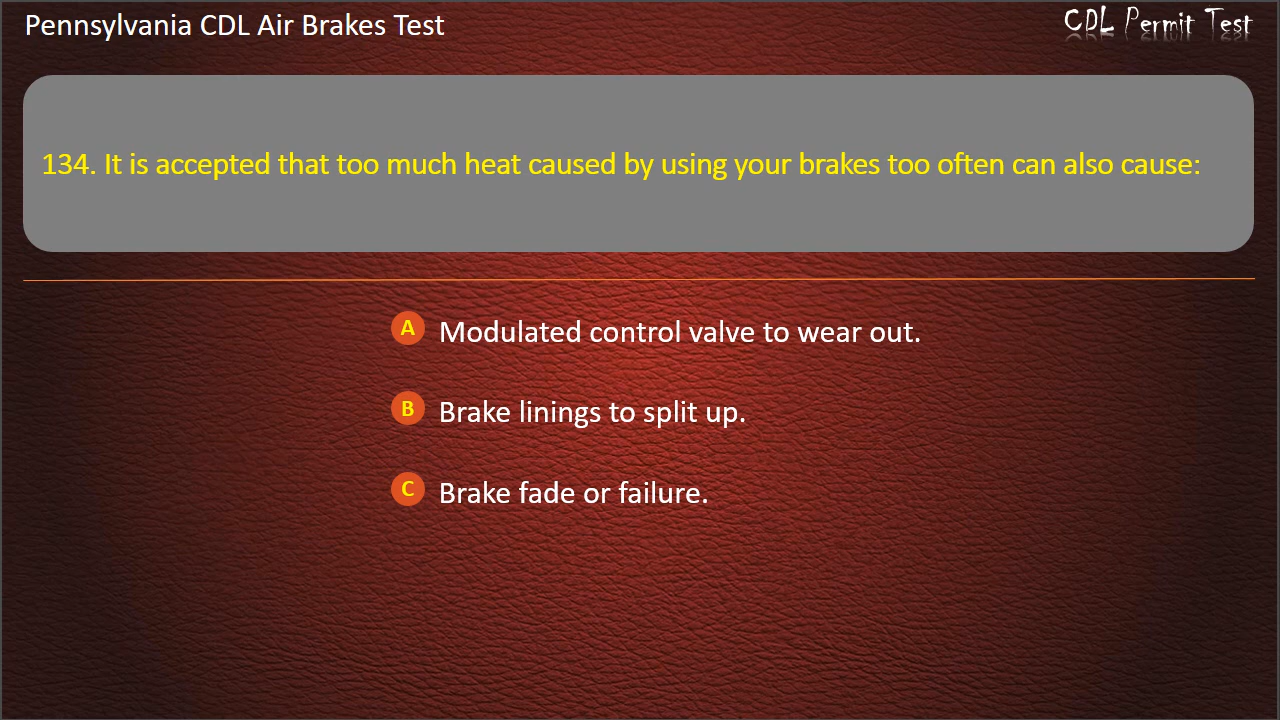 Pennsylvania CDL Air Brakes Test
CDL Permit Test
134. It is accepted that too much heat caused by using your brakes too often can also cause:
A Modulated control valve to wear out.
B Brake linings to split up.
C Brake fade or failure.